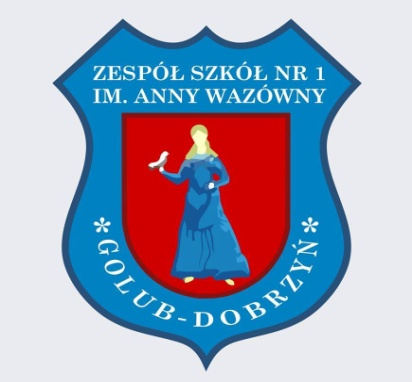 ZESPÓŁ SZKÓŁ NR 1
IM. ANNY WAZÓWNY
*GOLUB-DOBRZYŃ*